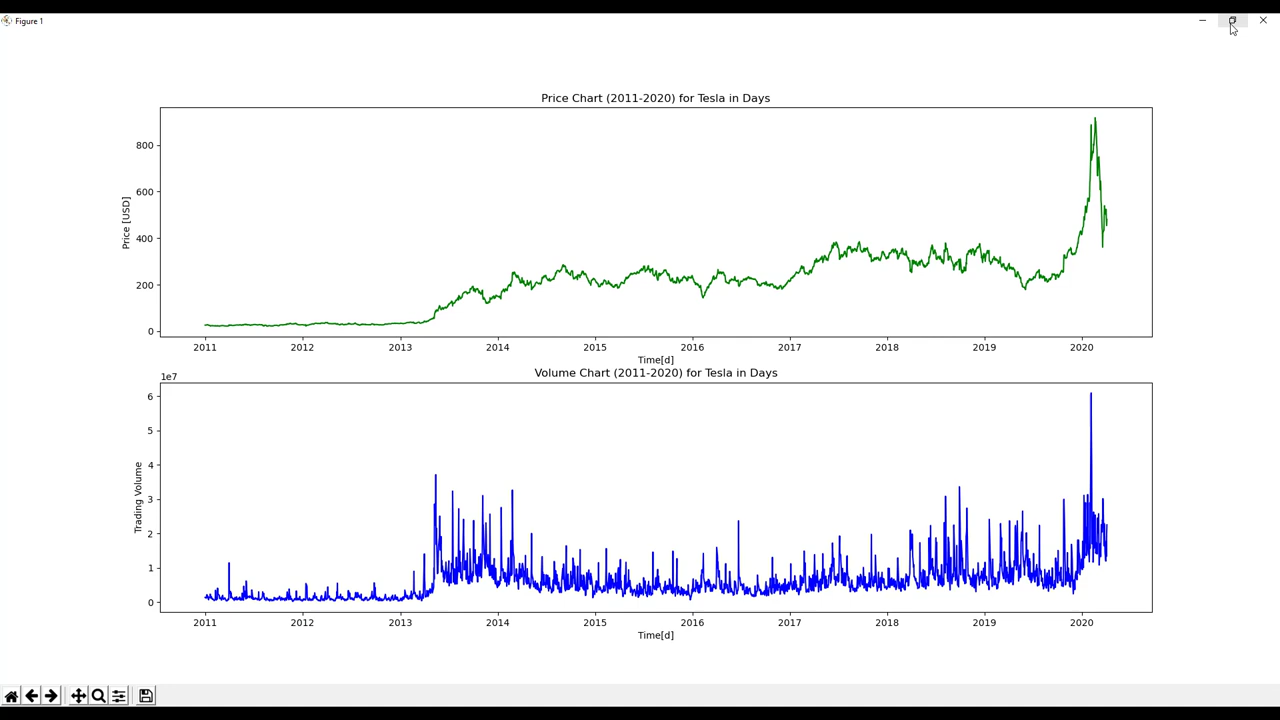 Figure 1
Price Chart (2011-2020) for Tesla in Days
Price [USD]
800
600
400
200
0
2011 2012 2013 2014 2015 2016 2017 2018 2019 2020
Time[d]
Volume Chart (2011-2020) for Tesla in Days
1e7
Trading Volume
6
5
4
3
2
1
0
2011 2012 2013 2014 2015 2016 2017 2018 2019 2020
Time[d]